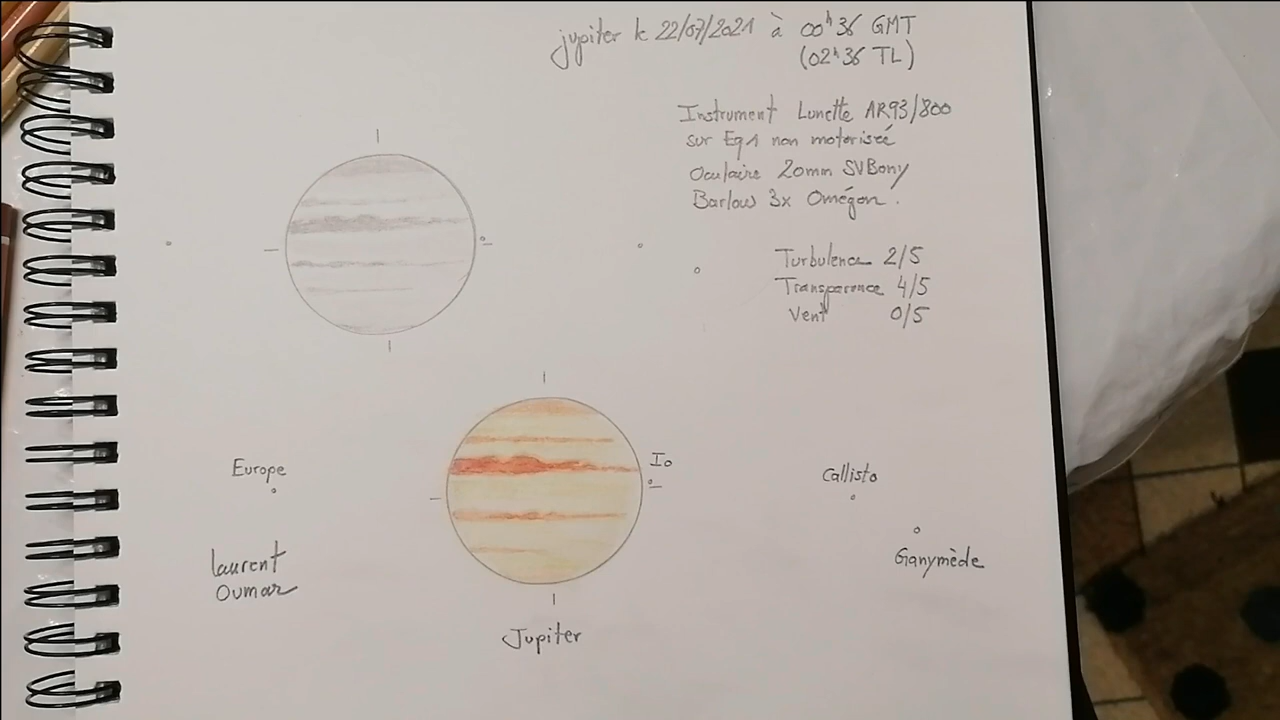 jupiter le 22/07/2021 à 00h36 GMT
(02h36 TL)
Instrument Lunette AR93/800
sur Eq1 non motorisée
Oculaire 20mm SVBony
Barlow 3x Omégon.
Turbulence 2/5
Transparence 4/5
Vent 0/5
Io
Europe
Callisto
Ganymède
Laurent
Oumar
Jupiter